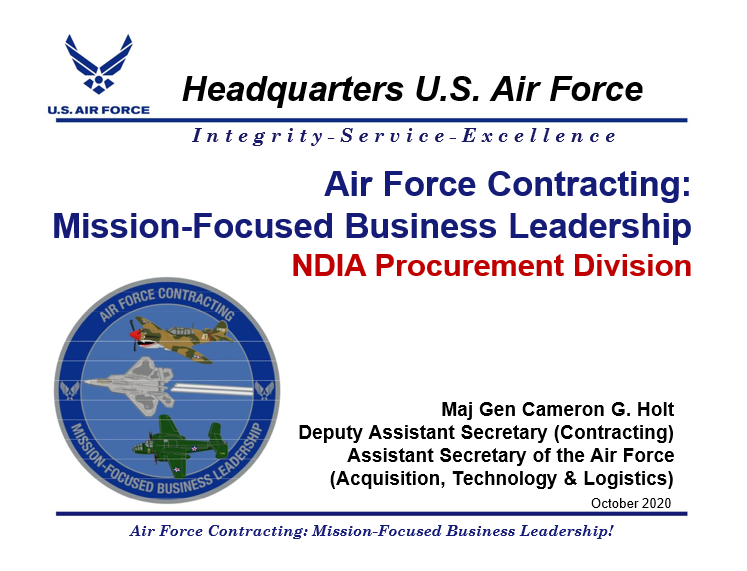 U.S. AIR FORCE
Headquarters U.S. Air Force
Integrity-Service-Excellence
Air Force Contracting:
Mission-Focused Business Leadership
NDIA Procurement Division
AIR FORCE CONTRACTING
MISSION-FOCUSED BUSINESS LEADERSHIP
Maj Gen Cameron G. Holt
Deputy Assistant Secretary (Contracting)
Assistant Secretary of the Air Force
(Acquisition, Technology & Logistics)
October 2020
Air Force Contracting: Mission-Focused Business Leadership!